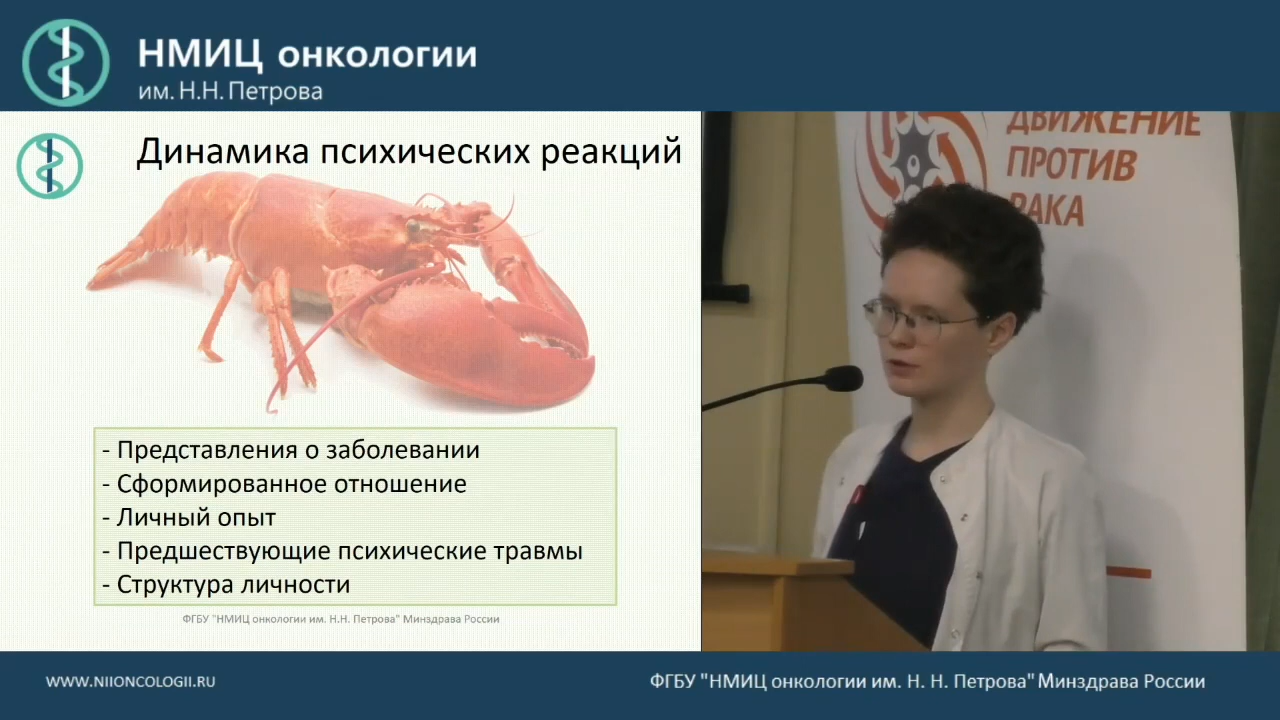 НМИЦ онкологии
им. Н.Н. Петрова
Динамика психических реакций
- Представления о заболевании
- Сформированное отношение
- Личный опыт
- Предшествующие психические травмы
- Структура личности
ФГБУ "НМИЦ онкологии им. Н.Н. Петрова" Минздрава России
ДВИЖЕНИЕ
ПРОТИВ
РАКА
WWW.NIIONCOLOGII.RU
ФГБУ "НМИЦ онкологии им. Н. Н. Петрова" Минздрава России